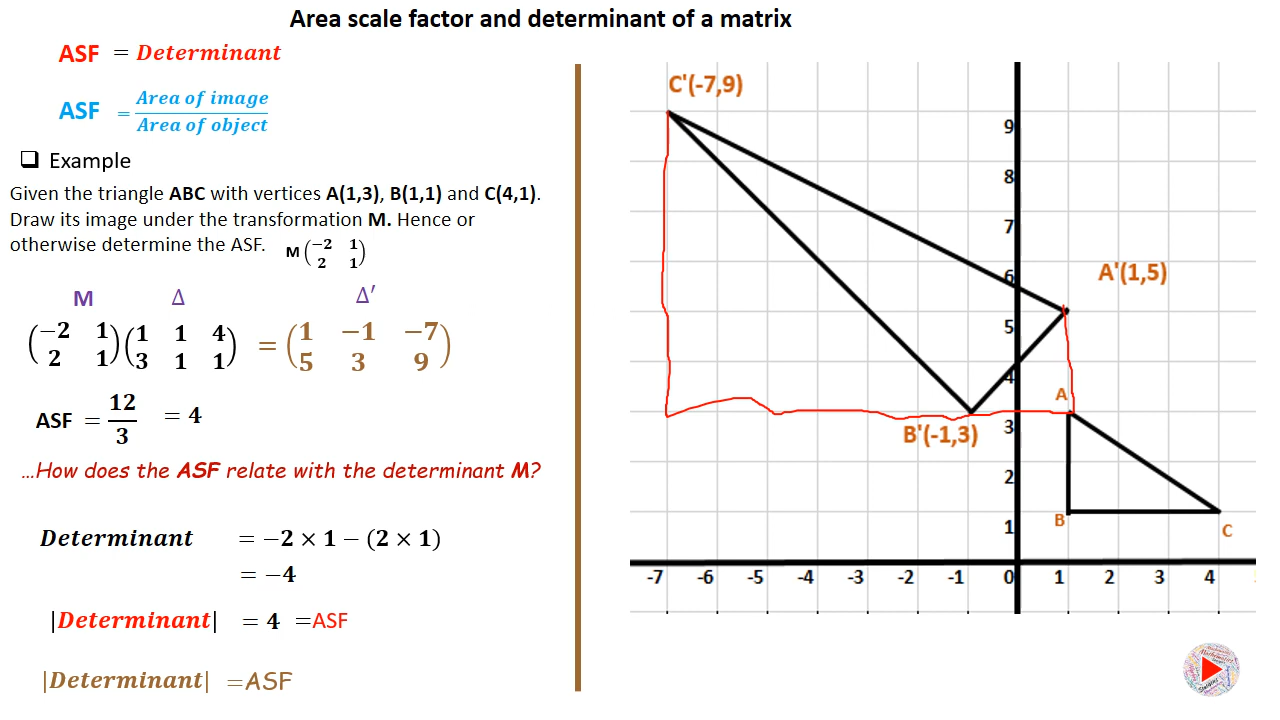 Area scale factor and determinant of a matrix
ASF = Determinant
ASF = Area of image / Area of object
❑ Example
Given the triangle ABC with vertices A(1,3), B(1,1) and C(4,1).
Draw its image under the transformation M. Hence or
otherwise determine the ASF. M (−2 1 / 2 1)
M Δ Δ′
(−2 1 / 2 1)(1 1 4 / 3 1 1) = (1 −1 −7 / 5 3 9)
ASF = 12/3 = 4
...How does the ASF relate with the determinant M?
Determinant = −2 × 1 − (2 × 1)
= −4
|Determinant| = 4 =ASF
|Determinant| =ASF
C'(-7,9)
9
8
7
6
A'(1,5)
5
4
A
3
B'(-1,3)
2
1
B
C
-7 -6 -5 -4 -3 -2 -1 0 1 2 3 4